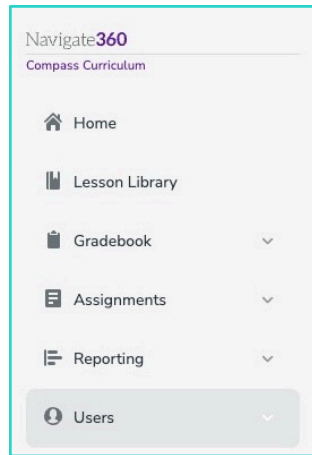 Navigate360
Compass Curriculum
Home
Lesson Library
Gradebook
Assignments
Reporting
Users